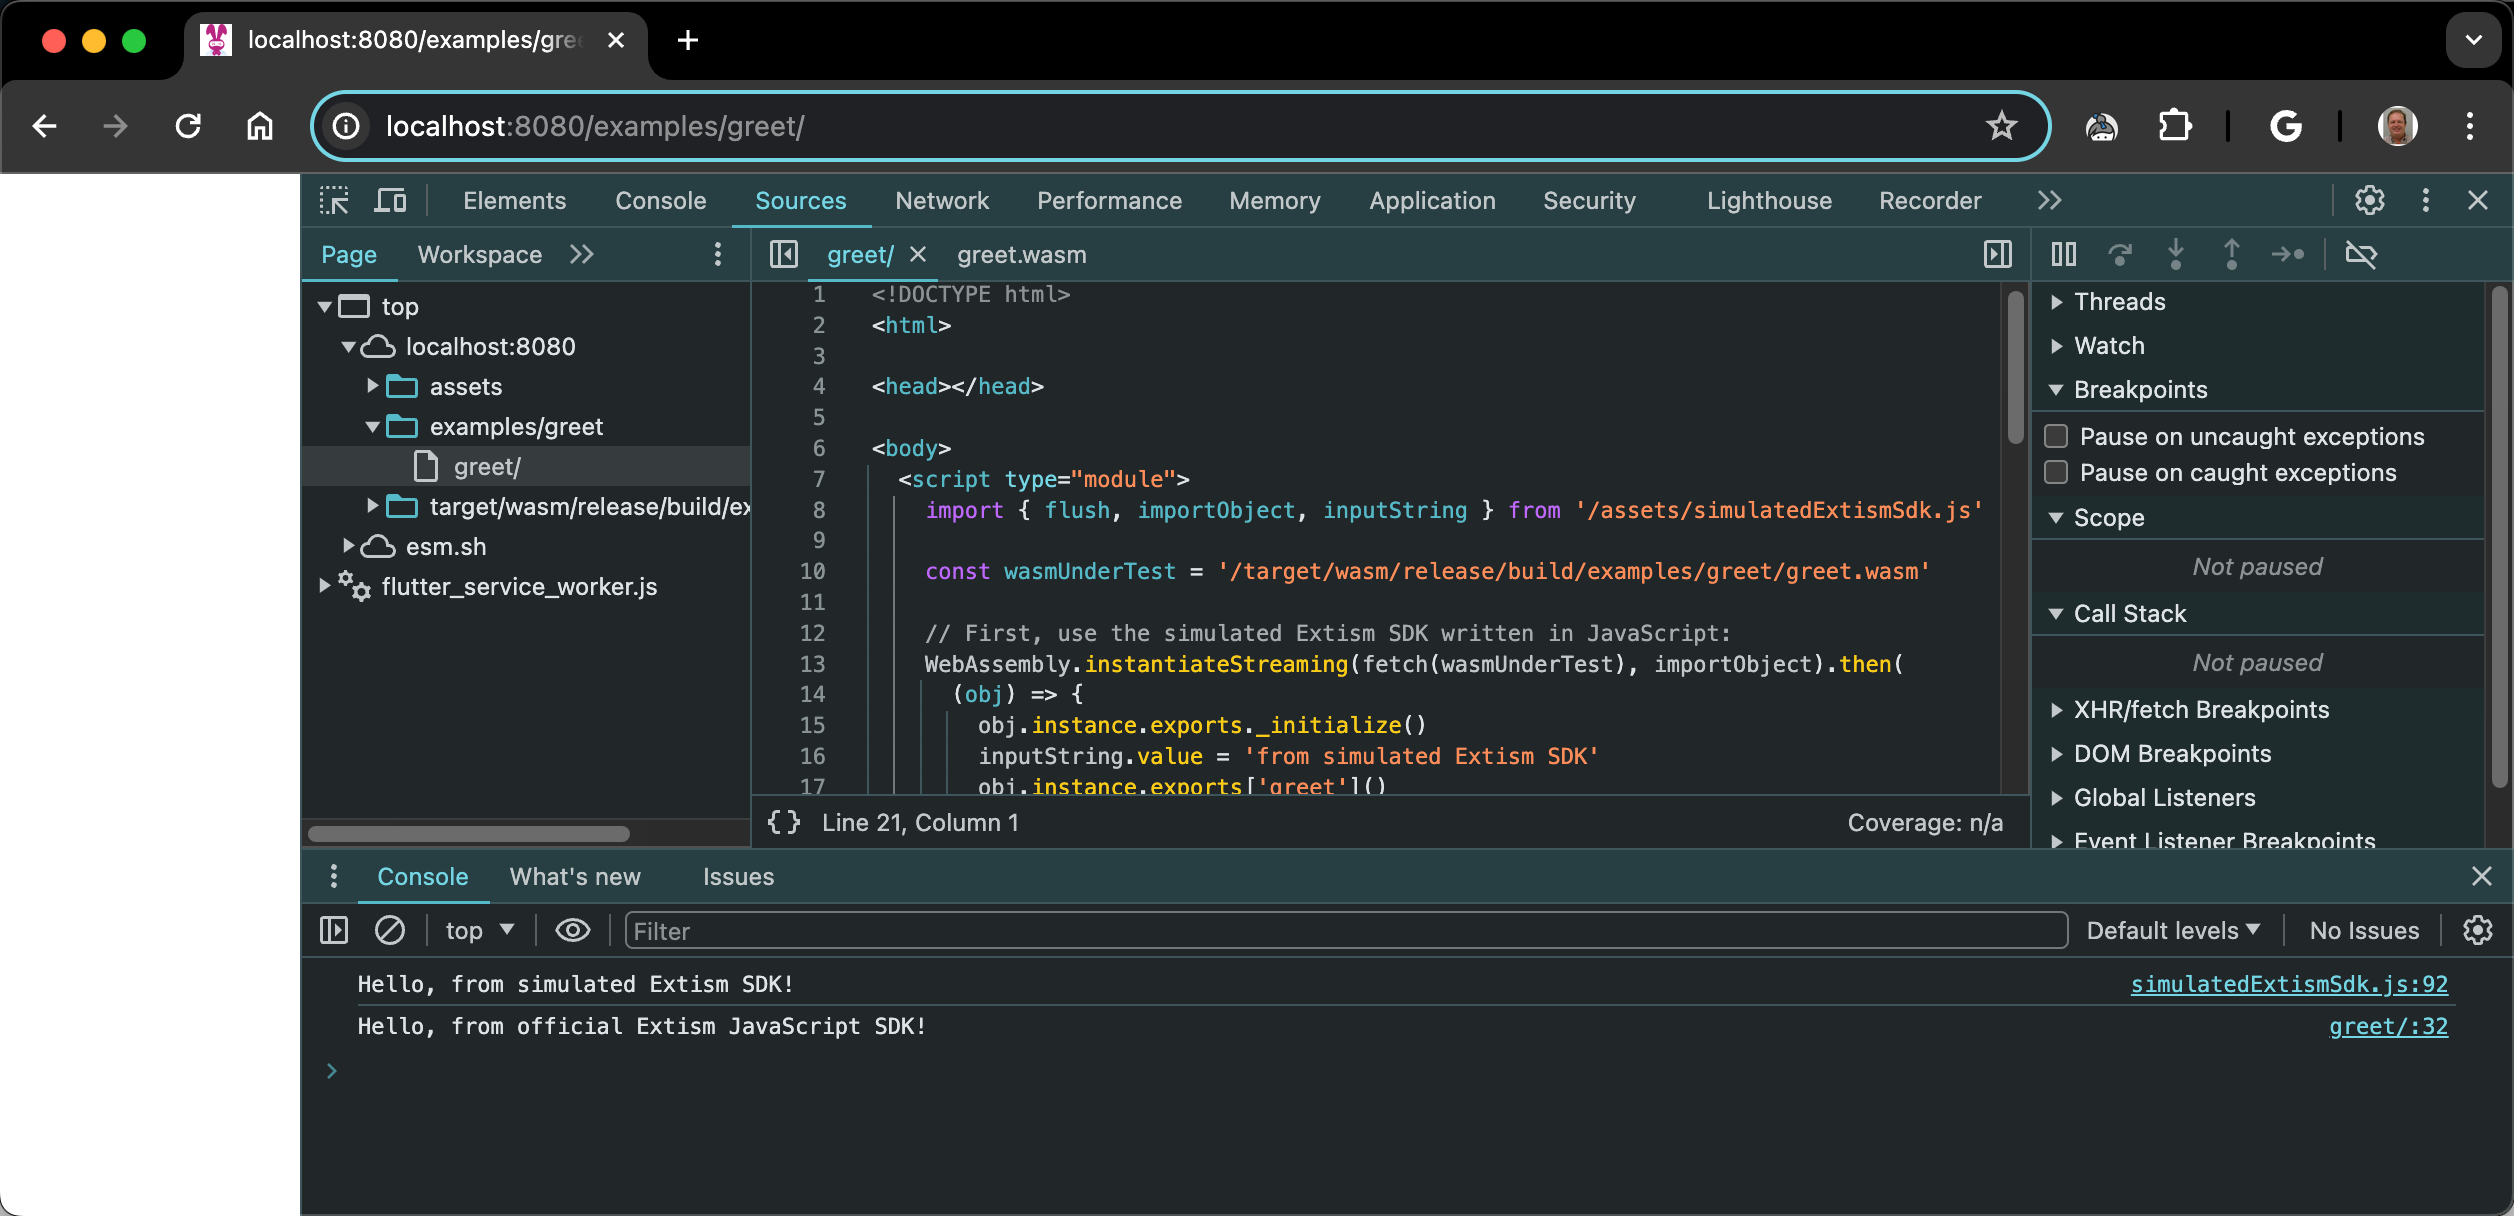 localhost:8080/examples/gre
localhost:8080/examples/greet/
Elements Console Sources Network Performance Memory Application Security Lighthouse Recorder
Page Workspace
greet/ greet.wasm
top
localhost:8080
assets
examples/greet
greet/
target/wasm/release/build/ex
esm.sh
flutter_service_worker.js
1 <!DOCTYPE html>
2 <html>
3
4 <head></head>
5
6 <body>
7 <script type="module">
8 import { flush, importObject, inputString } from '/assets/simulatedExtismSdk.js'
9
10 const wasmUnderTest = '/target/wasm/release/build/examples/greet/greet.wasm'
11
12 // First, use the simulated Extism SDK written in JavaScript:
13 WebAssembly.instantiateStreaming(fetch(wasmUnderTest), importObject).then(
14 (obj) => {
15 obj.instance.exports._initialize()
16 inputString.value = 'from simulated Extism SDK'
17 obj.instance.exports['greet']()
{} Line 21, Column 1
Coverage: n/a
Threads
Watch
Breakpoints
Pause on uncaught exceptions
Pause on caught exceptions
Scope
Not paused
Call Stack
Not paused
XHR/fetch Breakpoints
DOM Breakpoints
Global Listeners
Event Listener Breakpoints
Console What's new Issues
top Filter Default levels No Issues
Hello, from simulated Extism SDK! simulatedExtismSdk.js:92
Hello, from official Extism JavaScript SDK! greet/:32